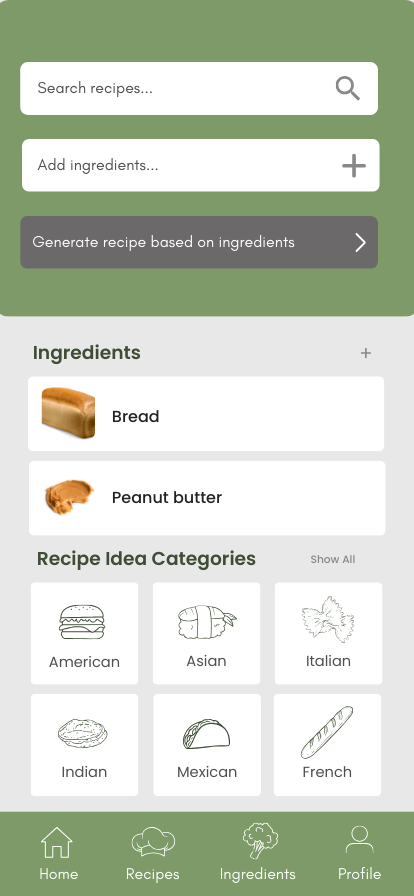 Search recipes...
Add ingredients...
Generate recipe based on ingredients
Ingredients
Bread
Peanut butter
Recipe Idea Categories Show All
American Asian Italian
Indian Mexican French
Home Recipes Ingredients Profile